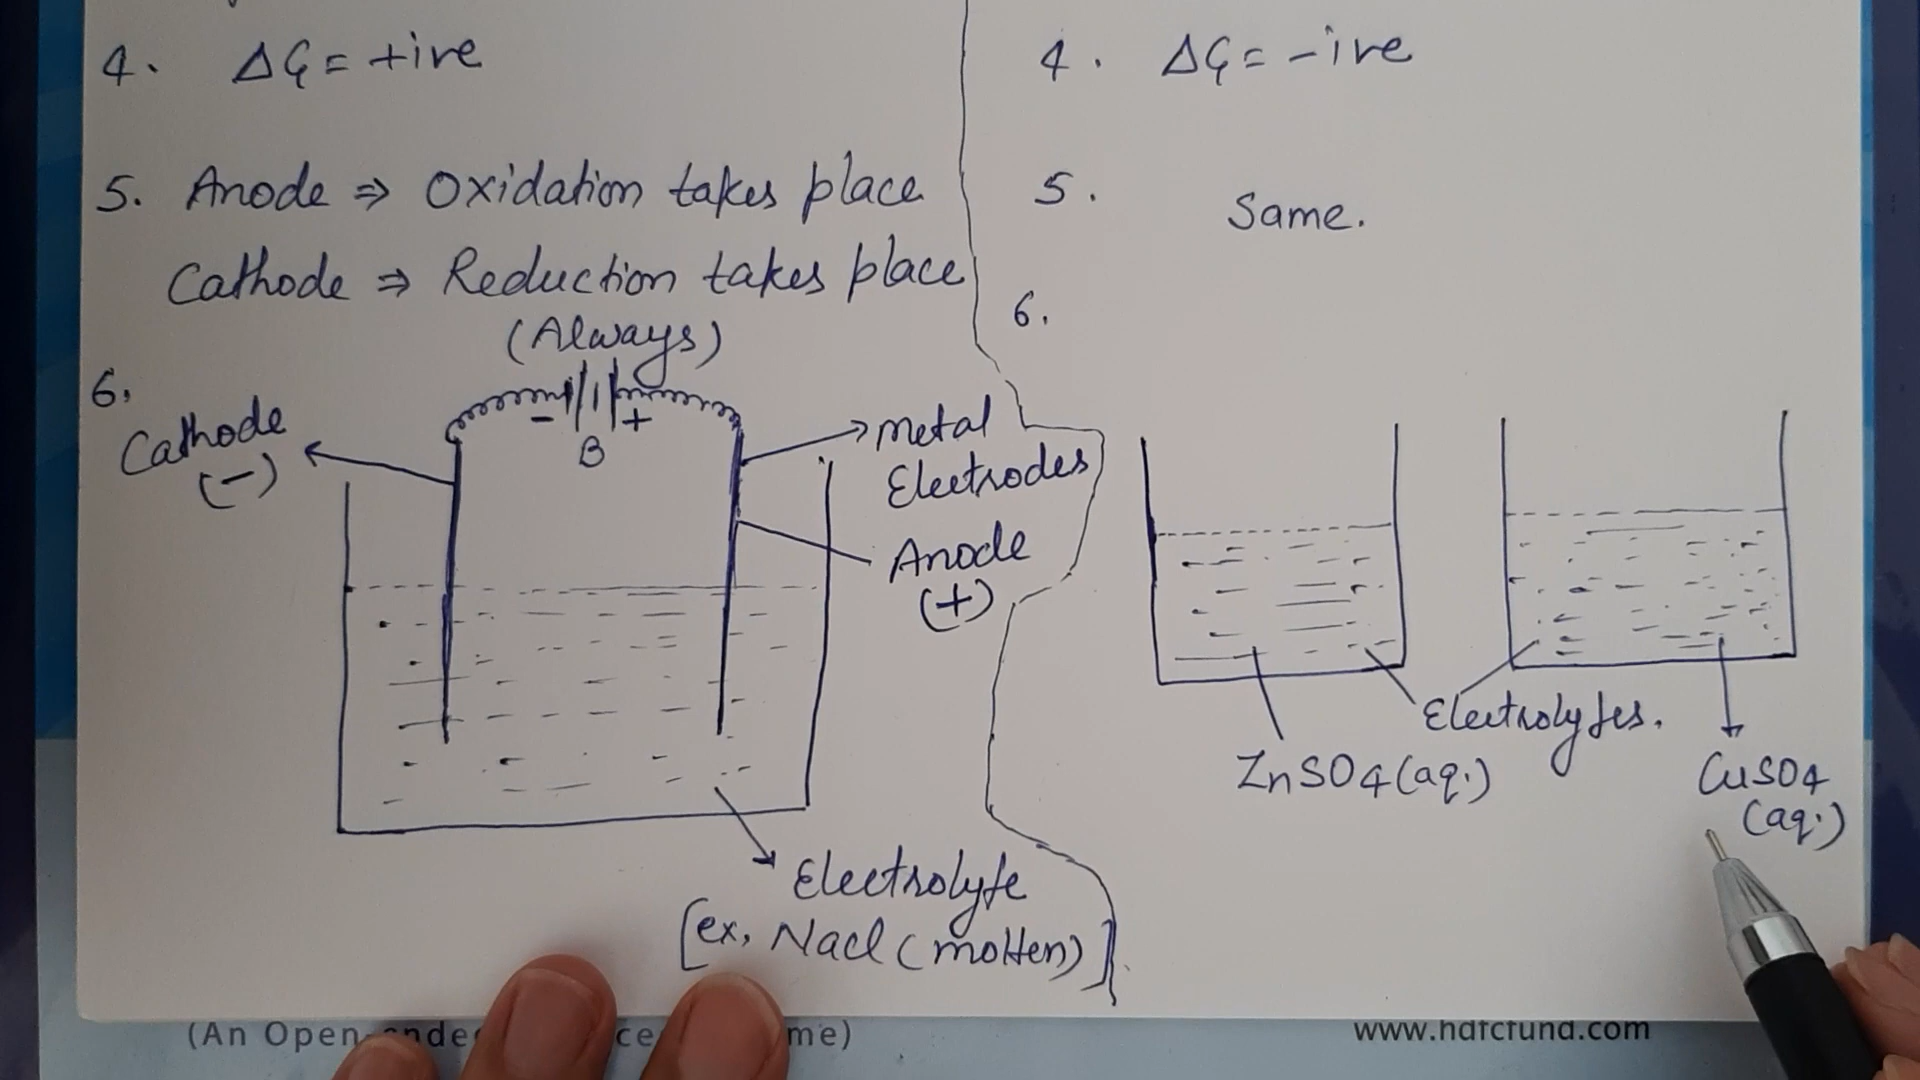 4. ΔG = +ive
5. Anode ⇒ Oxidation takes place
Cathode ⇒ Reduction takes place
(Always)
6.
Cathode
(-)
- +
B
Metal
Electrodes
Anode
(+)
Electrolyte
[ex, Nacl (molten)]
4. ΔG = -ive
5. Same.
6.
Electrolytes.
ZnSO4(aq.)
CuSO4
(aq.)
(An Open
ce me)
www.hdfcfund.com